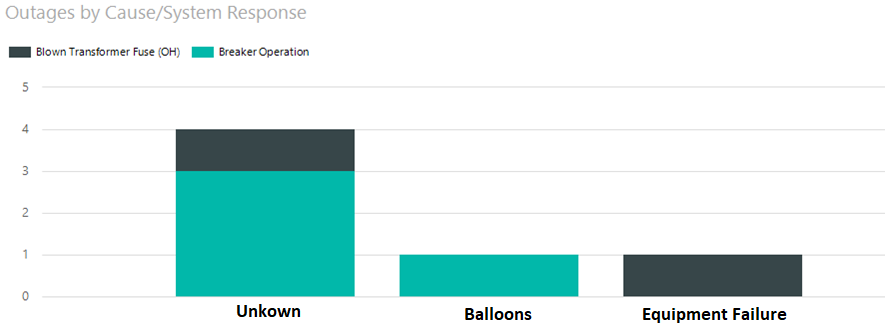 Outages by Cause/System Response
Blown Transformer Fuse (OH) Breaker Operation
5
4
3
2
1
0
Unkown Balloons Equipment Failure